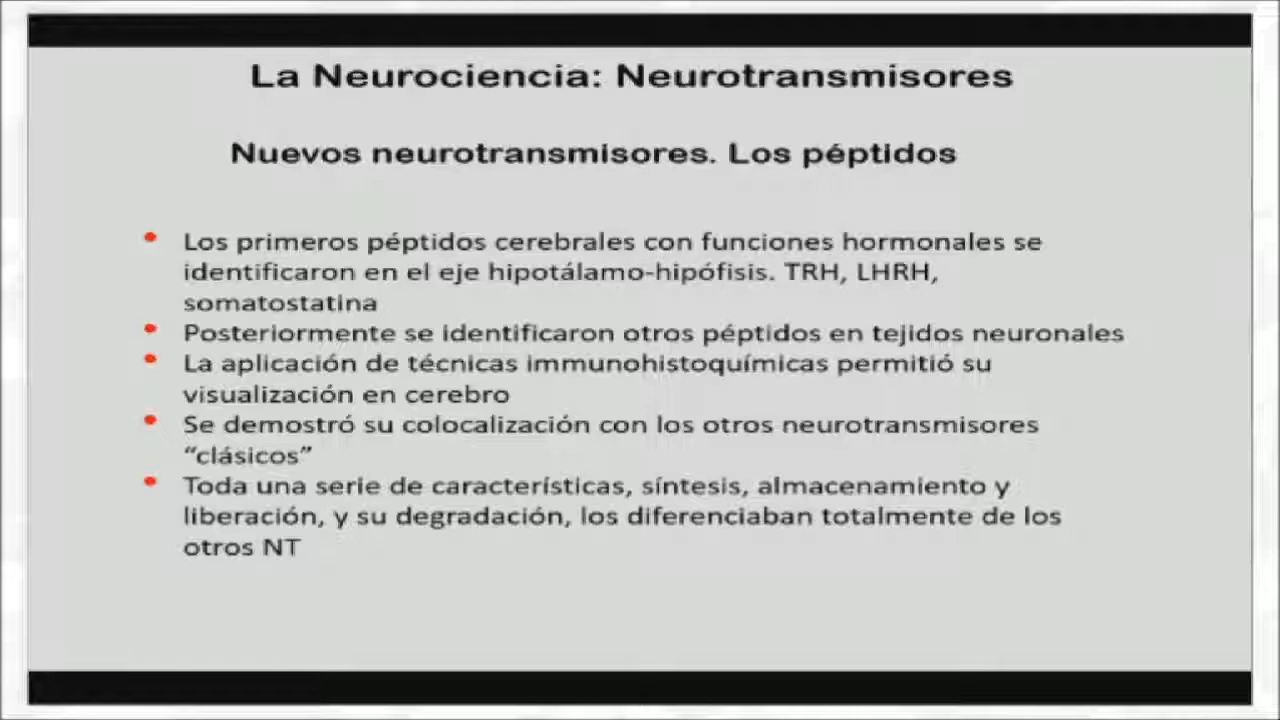 La Neurociencia: Neurotransmisores
Nuevos neurotransmisores. Los péptidos
• Los primeros péptidos cerebrales con funciones hormonales se
identificaron en el eje hipotálamo-hipófisis. TRH, LHRH,
somatostatina
• Posteriormente se identificaron otros péptidos en tejidos neuronales
• La aplicación de técnicas immunohistoquímicas permitió su
visualización en cerebro
• Se demostró su colocalización con los otros neurotransmisores
“clásicos”
• Toda una serie de características, síntesis, almacenamiento y
liberación, y su degradación, los diferenciaban totalmente de los
otros NT